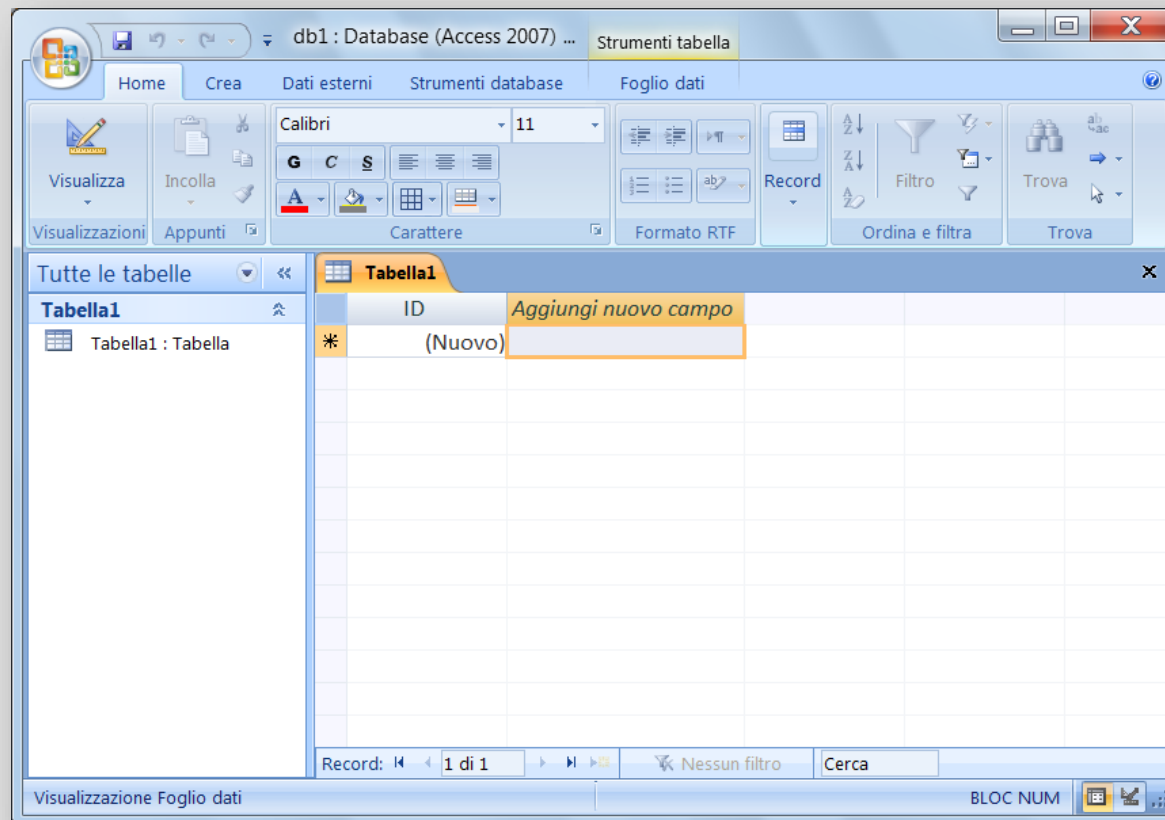 db1 : Database (Access 2007) ... Strumenti tabella
Home Crea Dati esterni Strumenti database Foglio dati
Calibri 11
G C S
Visualizza Incolla Record Filtro Trova
Visualizzazioni Appunti Carattere Formato RTF Ordina e filtra Trova
Tutte le tabelle
Tabella1
Tabella1 : Tabella
Tabella1
ID Aggiungi nuovo campo
(Nuovo)
Record: 1 di 1 Nessun filtro Cerca
Visualizzazione Foglio dati BLOC NUM